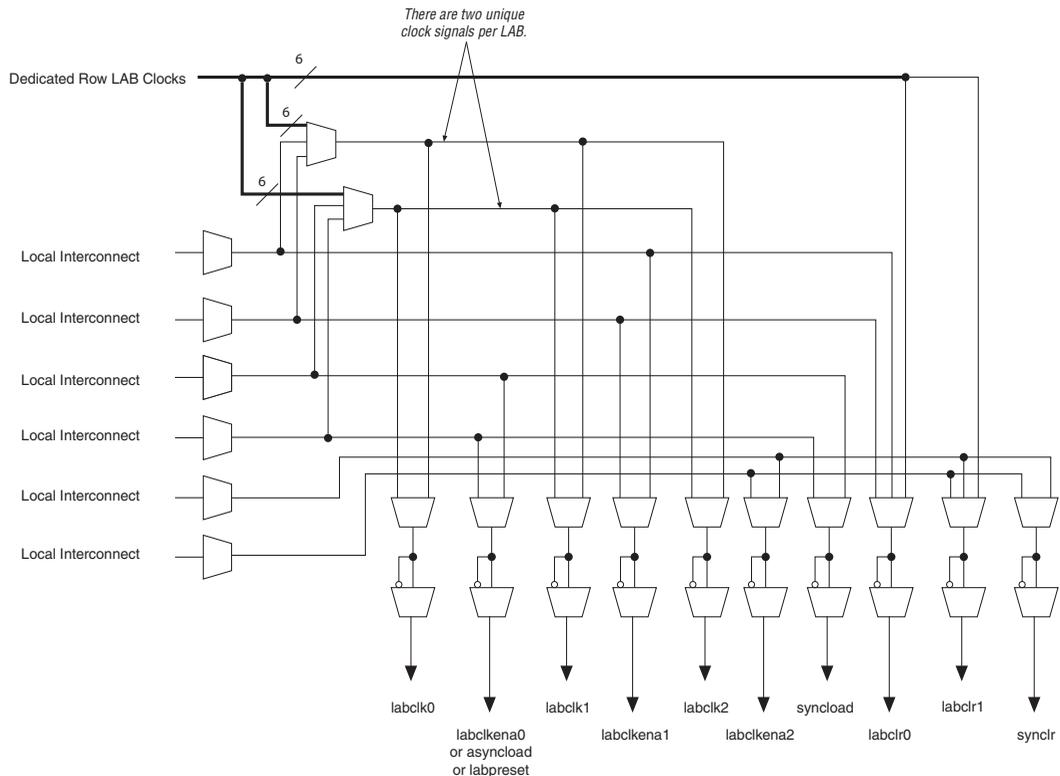 There are two unique
clock signals per LAB.
6
Dedicated Row LAB Clocks
6
6
Local Interconnect
Local Interconnect
Local Interconnect
Local Interconnect
Local Interconnect
Local Interconnect
labclk0
labclk1
labclk2
syncload
labclr1
labclkena0
or asyncload
or labpreset
labclkena1
labclkena2
labclr0
synclr